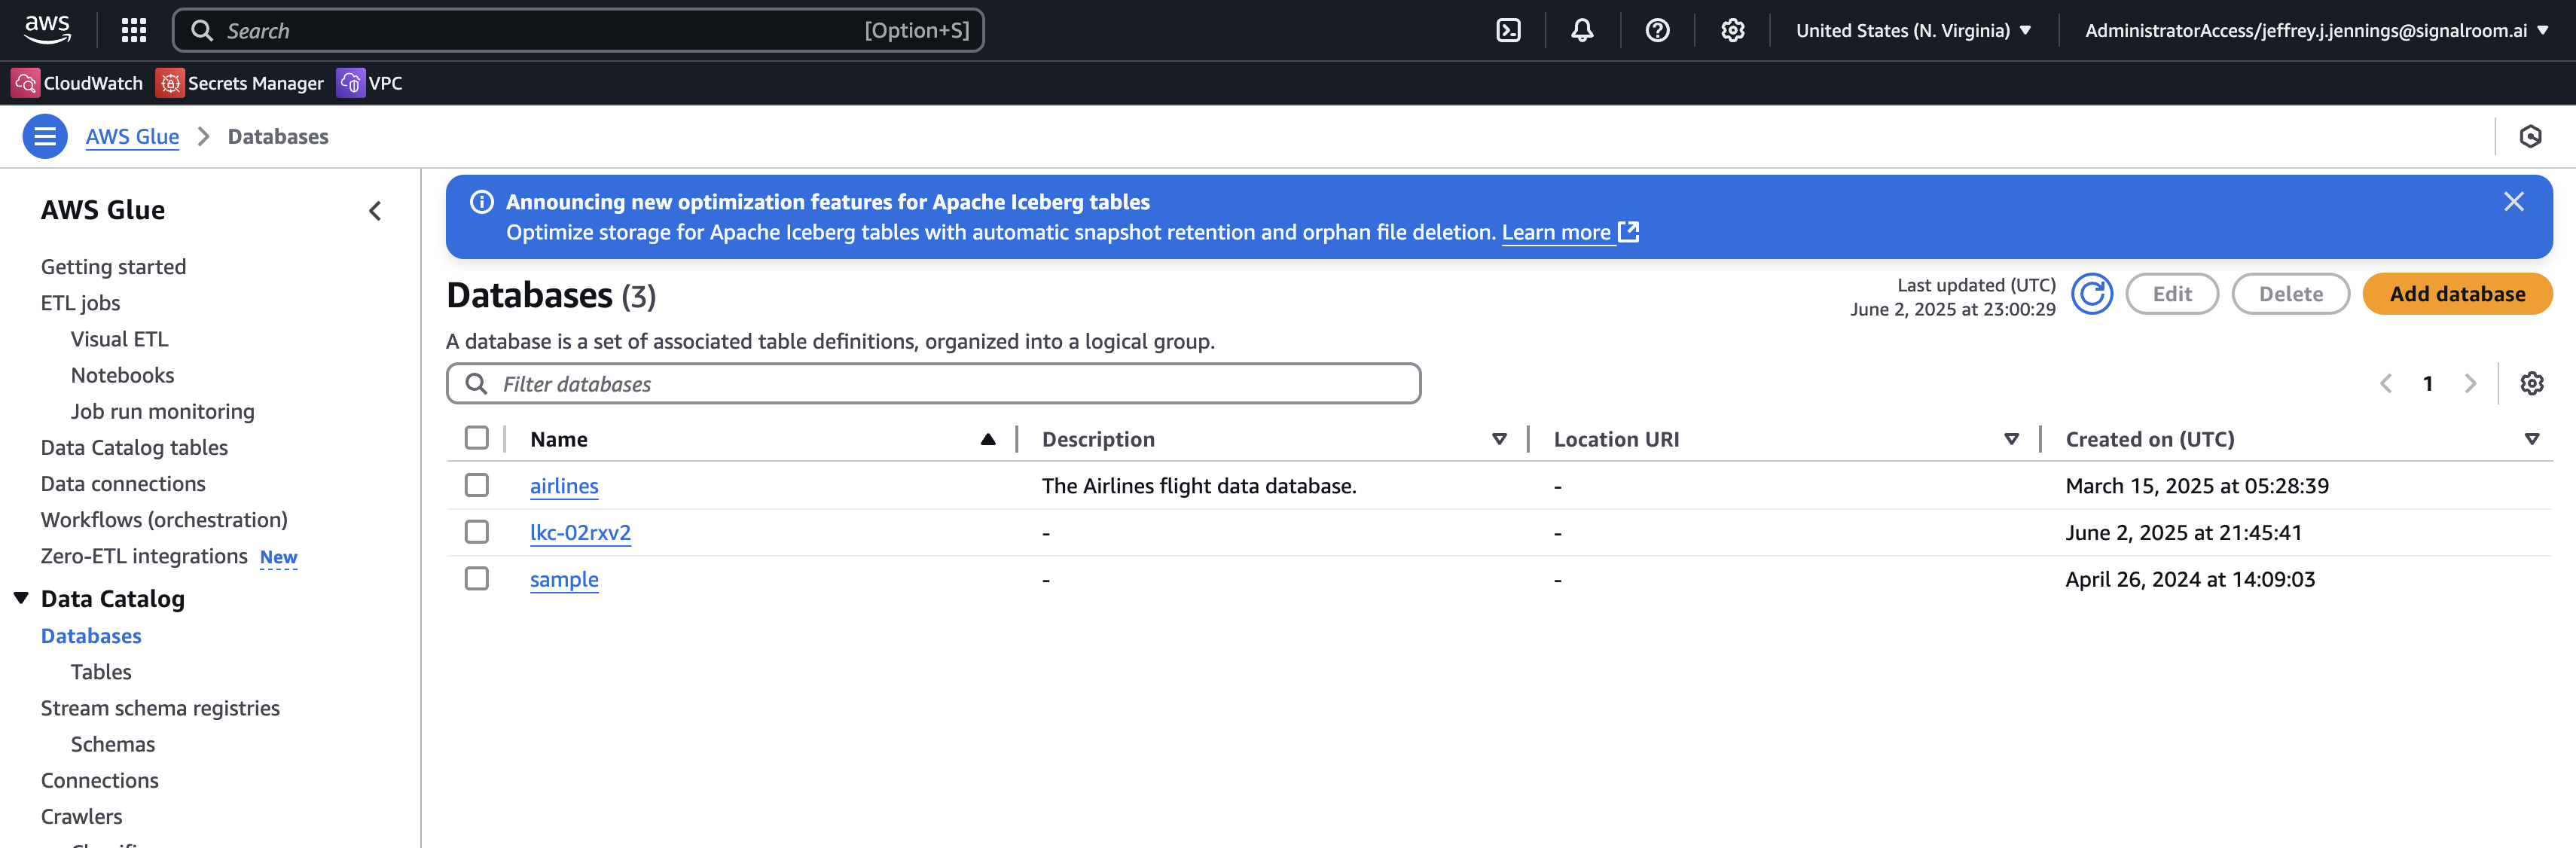 aws
Search [Option+S]
United States (N. Virginia)
AdministratorAccess/jeffrey.j.jennings@signalroom.ai
CloudWatch Secrets Manager VPC
AWS Glue Databases
AWS Glue
Getting started
ETL jobs
Visual ETL
Notebooks
Job run monitoring
Data Catalog tables
Data connections
Workflows (orchestration)
Zero-ETL integrations New
Data Catalog
Databases
Tables
Stream schema registries
Schemas
Connections
Crawlers
Announcing new optimization features for Apache Iceberg tables
Optimize storage for Apache Iceberg tables with automatic snapshot retention and orphan file deletion. Learn more
Databases (3)
Last updated (UTC)
June 2, 2025 at 23:00:29
Edit Delete Add database
A database is a set of associated table definitions, organized into a logical group.
Filter databases
1
Name Description Location URI Created on (UTC)
airlines The Airlines flight data database. - March 15, 2025 at 05:28:39
lkc-02rxv2 - - June 2, 2025 at 21:45:41
sample - - April 26, 2024 at 14:09:03